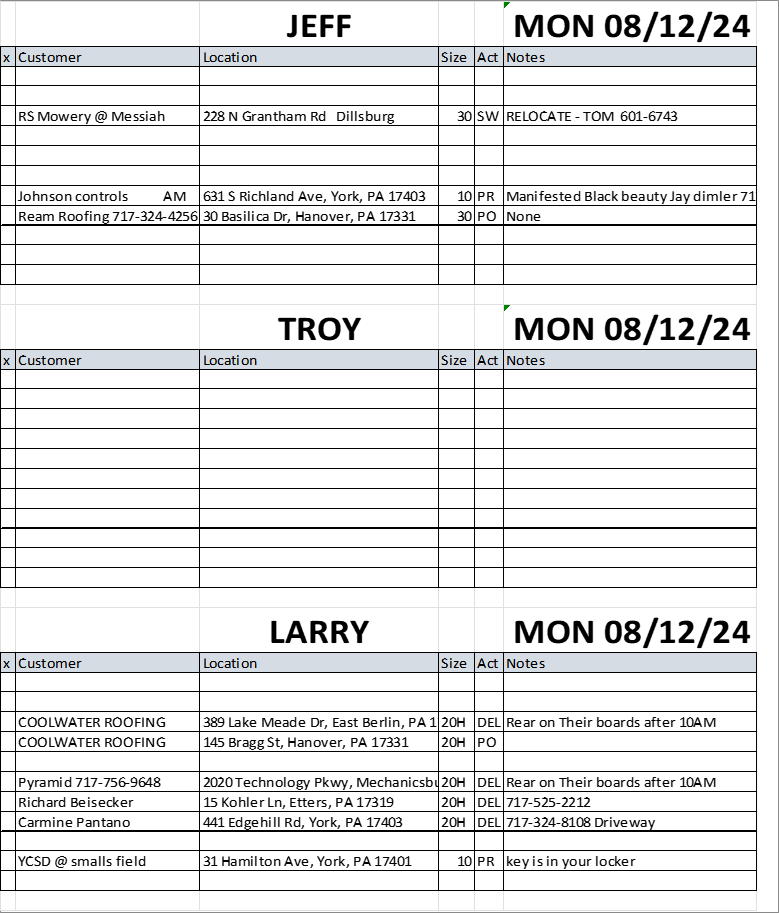 JEFF MON 08/12/24
x Customer Location Size Act Notes
RS Mowery @ Messiah 228 N Grantham Rd Dillsburg 30 SW RELOCATE - TOM 601-6743
Johnson controls AM 631 S Richland Ave, York, PA 17403 10 PR Manifested Black beauty Jay dimler 71
Ream Roofing 717-324-4256 30 Basilica Dr, Hanover, PA 17331 30 PO None
TROY MON 08/12/24
x Customer Location Size Act Notes
LARRY MON 08/12/24
x Customer Location Size Act Notes
COOLWATER ROOFING 389 Lake Meade Dr, East Berlin, PA 1 20H DEL Rear on Their boards after 10AM
COOLWATER ROOFING 145 Bragg St, Hanover, PA 17331 20H PO
Pyramid 717-756-9648 2020 Technology Pkwy, Mechanicsbu 20H DEL Rear on Their boards after 10AM
Richard Beisecker 15 Kohler Ln, Etters, PA 17319 20H DEL 717-525-2212
Carmine Pantano 441 Edgehill Rd, York, PA 17403 20H DEL 717-324-8108 Driveway
YCSD @ smalls field 31 Hamilton Ave, York, PA 17401 10 PR key is in your locker